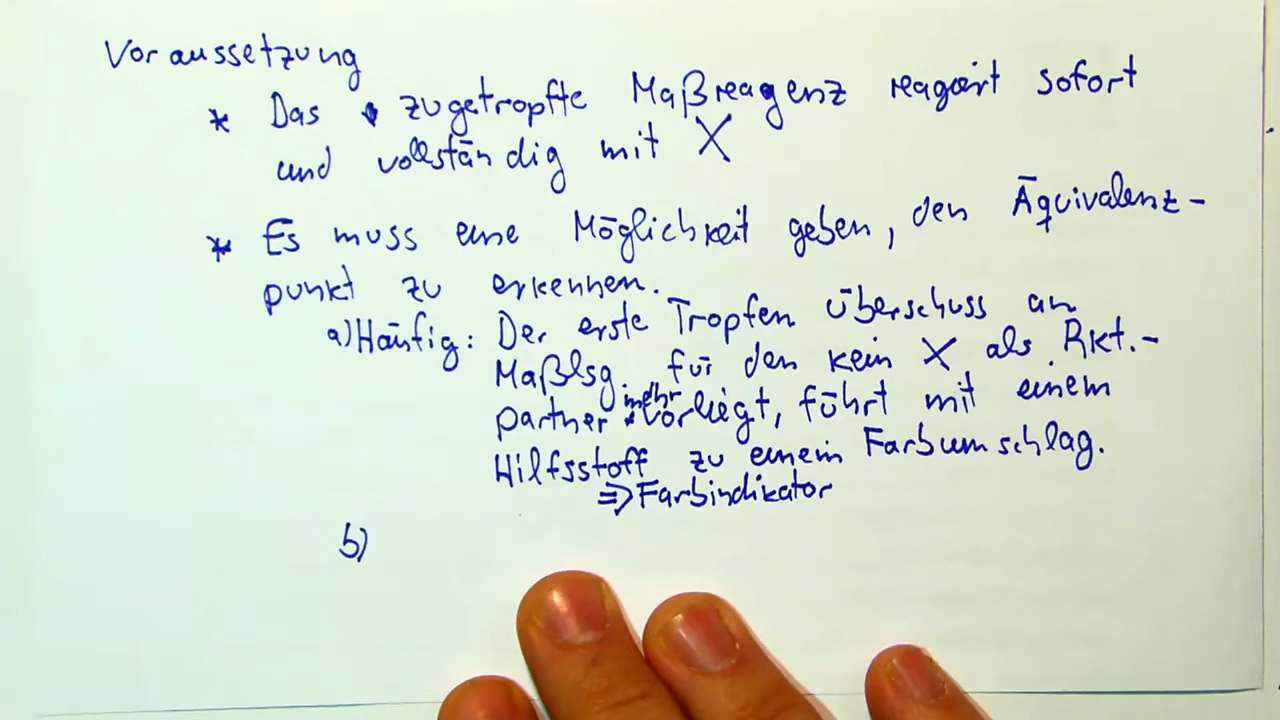 Voraussetzung
* Das zugetropfte Maßreagenz reagiert sofort
und vollständig mit X
* Es muss eine Möglichkeit geben, den Äquivalenz-
punkt zu erkennen.
a) Häufig: Der erste Tropfen Überschuss an
Maßlsg. für den kein X als Rkt.-
partner mehr vorliegt, führt mit einem
Hilfsstoff zu einem Farbumschlag.
⇒ Farbindikator
b)